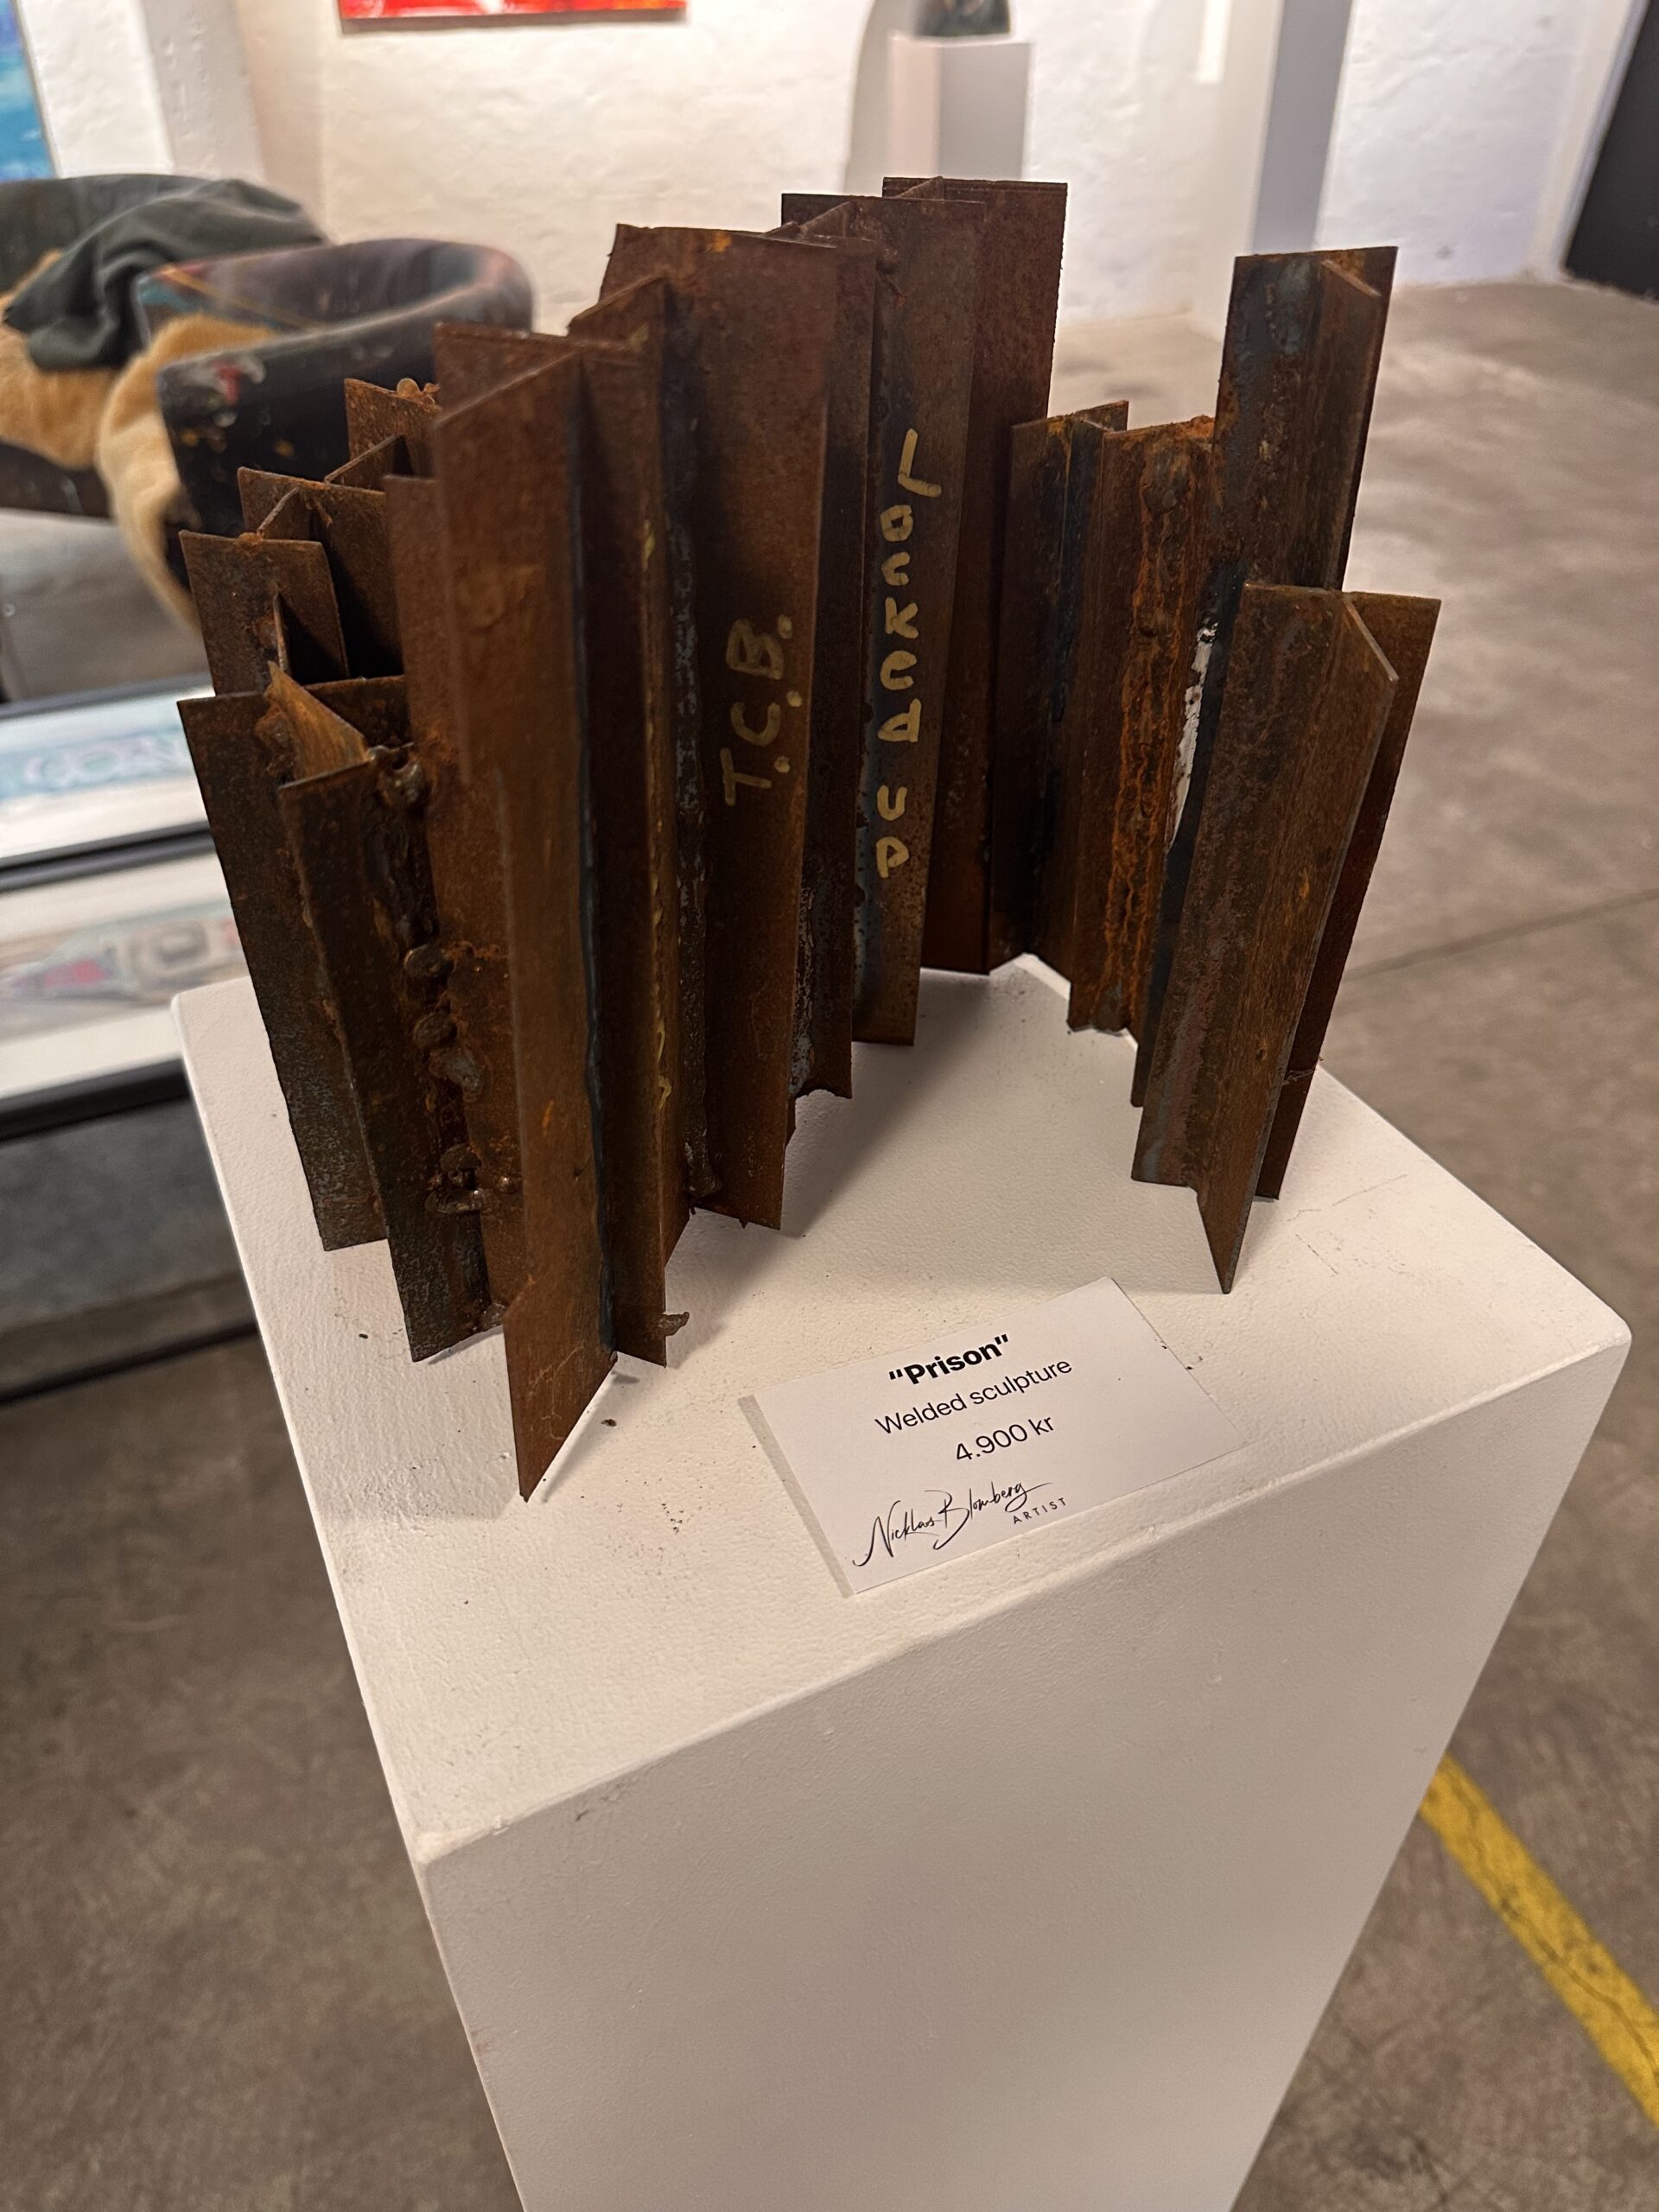 T.C.B.
LOCKED UP
"Prison"
Welded sculpture
4.900 kr
Nicklas Blomberg
ARTIST